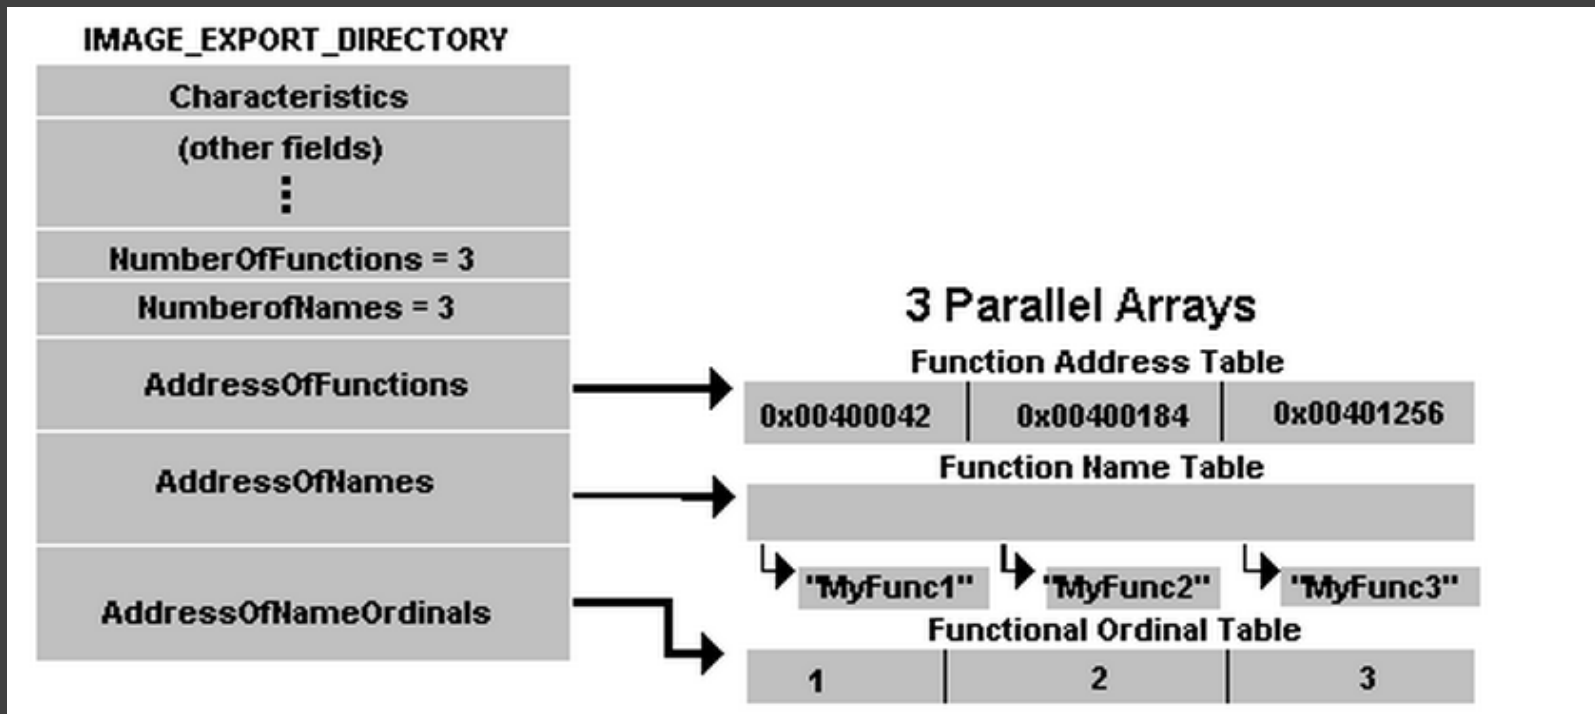 IMAGE_EXPORT_DIRECTORY
Characteristics
(other fields)
NumberOfFunctions = 3
NumberofNames = 3
AddressOfFunctions
AddressOfNames
AddressOfNameOrdinals
3 Parallel Arrays
Function Address Table
0x00400042 0x00400184 0x00401256
Function Name Table
"MyFunc1" "MyFunc2" "MyFunc3"
Functional Ordinal Table
1 2 3